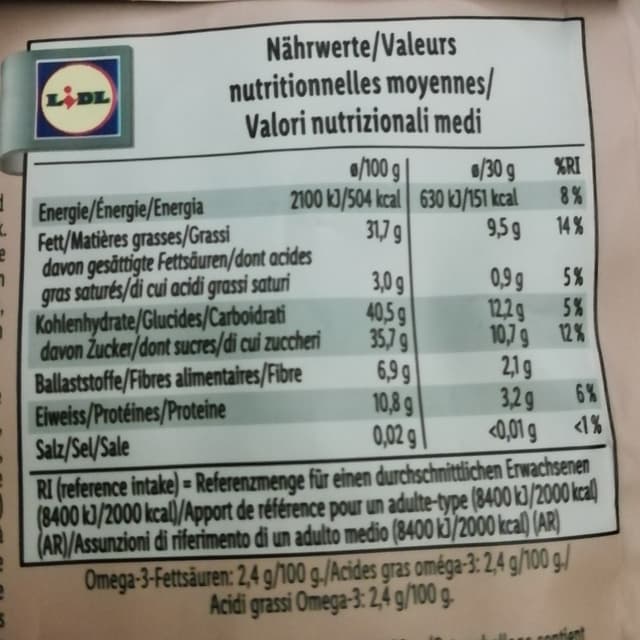 LIDL
Nährwerte/Valeurs
nutritionnelles moyennes/
Valori nutrizionali medi
ø/100 g ø/30 g %RI
Energie/Énergie/Energia 2100 kJ/504 kcal 630 kJ/151 kcal 8%
Fett/Matières grasses/Grassi 31,7 g 9,5 g 14%
davon gesättigte Fettsäuren/dont acides
gras saturés/di cui acidi grassi saturi 3,0 g 0,9 g 5%
Kohlenhydrate/Glucides/Carboidrati 40,5 g 12,2 g 5%
davon Zucker/dont sucres/di cui zuccheri 35,7 g 10,7 g 12%
Ballaststoffe/Fibres alimentaires/Fibre 6,9 g 2,1 g
Eiweiss/Protéines/Proteine 10,8 g 3,2 g 6%
Salz/Sel/Sale 0,02 g <0,01 g <1%
RI (reference intake) = Referenzmenge für einen durchschnittlichen Erwachsenen
(8400 kJ/2000 kcal)/Apport de référence pour un adulte-type (8400 kJ/2000 kcal)
(AR)/Assunzioni di riferimento di un adulto medio (8400 kJ/2000 kcal) (AR)
Omega-3-Fettsäuren: 2,4 g/100 g./Acides gras oméga-3: 2,4 g/100 g./
Acidi grassi Omega-3: 2,4 g/100 g.